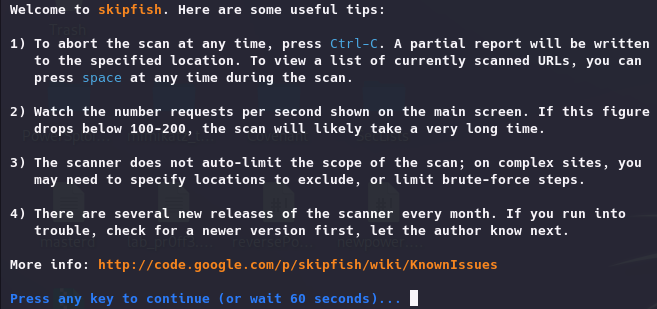 Welcome to skipfish. Here are some useful tips:
1) To abort the scan at any time, press Ctrl-C. A partial report will be written
to the specified location. To view a list of currently scanned URLs, you can
press space at any time during the scan.
2) Watch the number requests per second shown on the main screen. If this figure
drops below 100-200, the scan will likely take a very long time.
3) The scanner does not auto-limit the scope of the scan; on complex sites, you
may need to specify locations to exclude, or limit brute-force steps.
4) There are several new releases of the scanner every month. If you run into
trouble, check for a newer version first, let the author know next.
More info: http://code.google.com/p/skipfish/wiki/KnownIssues
Press any key to continue (or wait 60 seconds)...